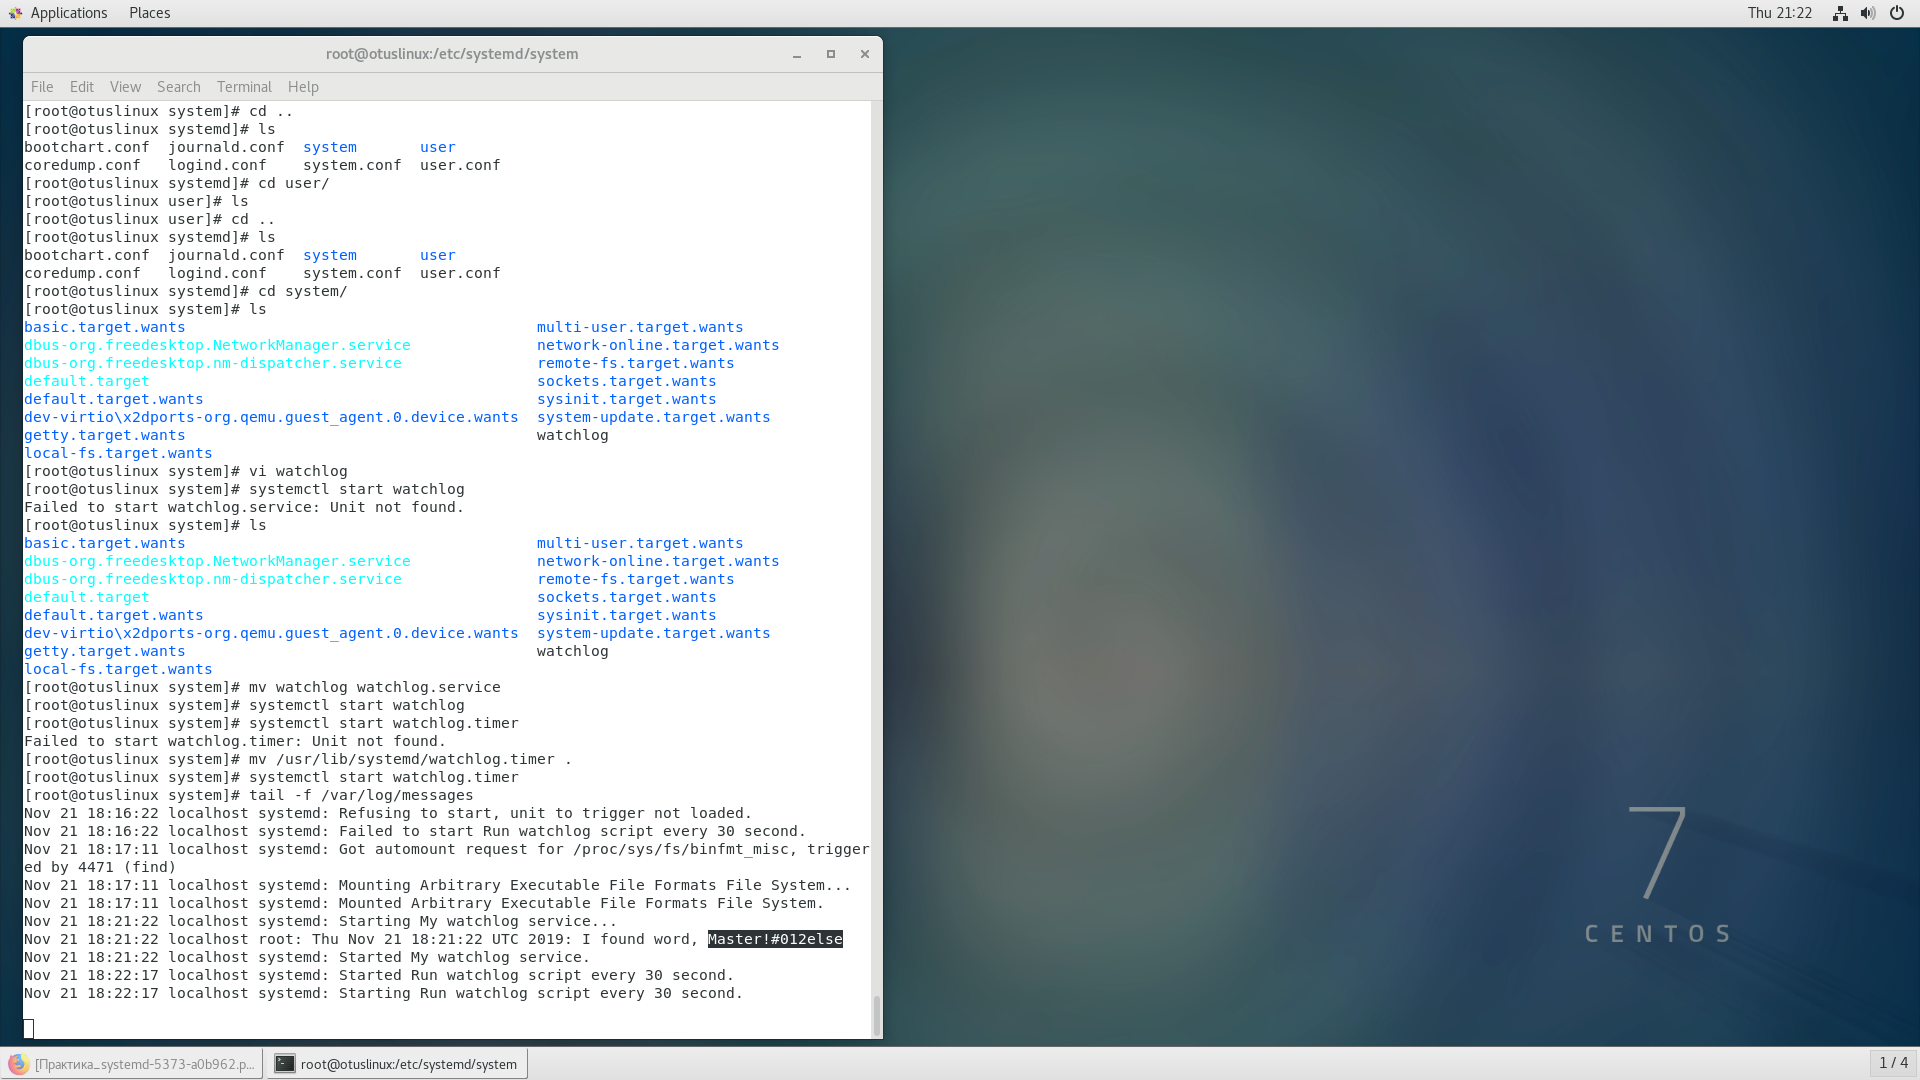 Applications Places Thu 21:22
root@otuslinux:/etc/systemd/system
File Edit View Search Terminal Help
[root@otuslinux system]# cd ..
[root@otuslinux systemd]# ls
bootchart.conf  journald.conf  system       user
coredump.conf   logind.conf    system.conf  user.conf
[root@otuslinux systemd]# cd user/
[root@otuslinux user]# ls
[root@otuslinux user]# cd ..
[root@otuslinux systemd]# ls
bootchart.conf  journald.conf  system       user
coredump.conf   logind.conf    system.conf  user.conf
[root@otuslinux systemd]# cd system/
[root@otuslinux system]# ls
basic.target.wants                                       multi-user.target.wants
dbus-org.freedesktop.NetworkManager.service              network-online.target.wants
dbus-org.freedesktop.nm-dispatcher.service               remote-fs.target.wants
default.target                                           sockets.target.wants
default.target.wants                                     sysinit.target.wants
dev-virtio\x2dports-org.qemu.guest_agent.0.device.wants  system-update.target.wants
getty.target.wants                                       watchlog
local-fs.target.wants
[root@otuslinux system]# vi watchlog
[root@otuslinux system]# systemctl start watchlog
Failed to start watchlog.service: Unit not found.
[root@otuslinux system]# ls
basic.target.wants                                       multi-user.target.wants
dbus-org.freedesktop.NetworkManager.service              network-online.target.wants
dbus-org.freedesktop.nm-dispatcher.service               remote-fs.target.wants
default.target                                           sockets.target.wants
default.target.wants                                     sysinit.target.wants
dev-virtio\x2dports-org.qemu.guest_agent.0.device.wants  system-update.target.wants
getty.target.wants                                       watchlog
local-fs.target.wants
[root@otuslinux system]# mv watchlog watchlog.service
[root@otuslinux system]# systemctl start watchlog
[root@otuslinux system]# systemctl start watchlog.timer
Failed to start watchlog.timer: Unit not found.
[root@otuslinux system]# mv /usr/lib/systemd/watchlog.timer .
[root@otuslinux system]# systemctl start watchlog.timer
[root@otuslinux system]# tail -f /var/log/messages
Nov 21 18:16:22 localhost systemd: Refusing to start, unit to trigger not loaded.
Nov 21 18:16:22 localhost systemd: Failed to start Run watchlog script every 30 second.
Nov 21 18:17:11 localhost systemd: Got automount request for /proc/sys/fs/binfmt_misc, trigger
ed by 4471 (find)
Nov 21 18:17:11 localhost systemd: Mounting Arbitrary Executable File Formats File System...
Nov 21 18:17:11 localhost systemd: Mounted Arbitrary Executable File Formats File System.
Nov 21 18:21:22 localhost systemd: Starting My watchlog service...
Nov 21 18:21:22 localhost root: Thu Nov 21 18:21:22 UTC 2019: I found word, Master!#012else
Nov 21 18:21:22 localhost systemd: Started My watchlog service.
Nov 21 18:22:17 localhost systemd: Started Run watchlog script every 30 second.
Nov 21 18:22:17 localhost systemd: Starting Run watchlog script every 30 second.
7
CENTOS
[Практика_systemd-5373-a0b962.p... root@otuslinux:/etc/systemd/system 1 / 4